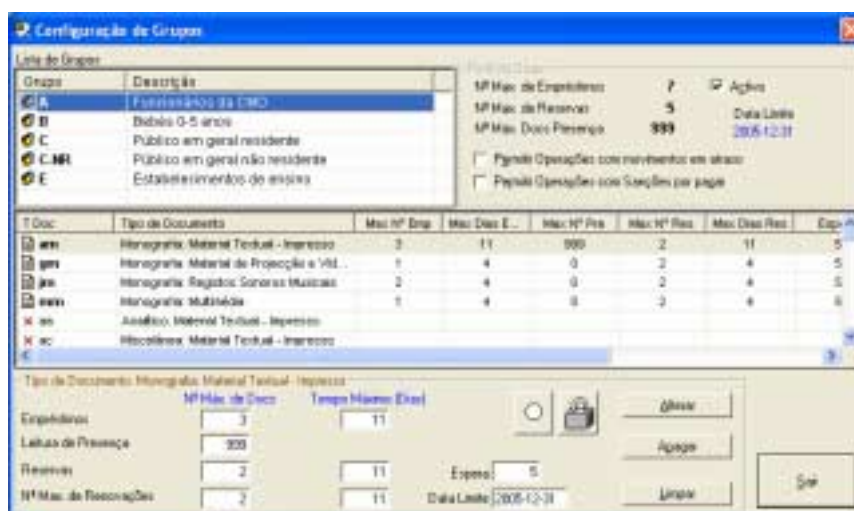 Configuração de Grupos
Lista de Grupos
Grupo Descrição
A Funcionários da CMO
B Bebés 0-5 anos
C Público em geral residente
C.NR Público em geral não residente
E Estabelecimentos de ensino
Nº Max. de Empréstimos 7
Activo
Nº Max. de Reservas 5
Data Limite
Nº Max. Docs Presença 999
2005-12-31
Permite Operações com movimentos em atraso
Permite Operações com Sanções por pagar
T Doc Tipo de Documento Max Nº Emp Max Dias E... Max Nº Pre Max Nº Res Max Dias Res
am Monografia: Material Textual - Impresso 3 11 999 2 11 5
gm Monografia: Material de Projecção e Víd... 1 4 0 2 4 5
jm Monografia: Registos Sonoros Musicais 2 4 0 2 4 5
mm Monografia: Multimédia 1 4 0 2 4
Analítico: Material Textual - Impresso
ac Miscelânea: Material Textual - Impresso
Tipo de Documento: Monografia: Material Textual - Impresso
Nº Máx. de Docs Tempo Máximo (Dias)
Empréstimos 3 11
Leitura de Presença 999
Reservas 2 11 Espera 5
Nº Max. de Renovações 2 11 Data Limite 2005-12-31
Alterar
Apagar
Limpar
Sair